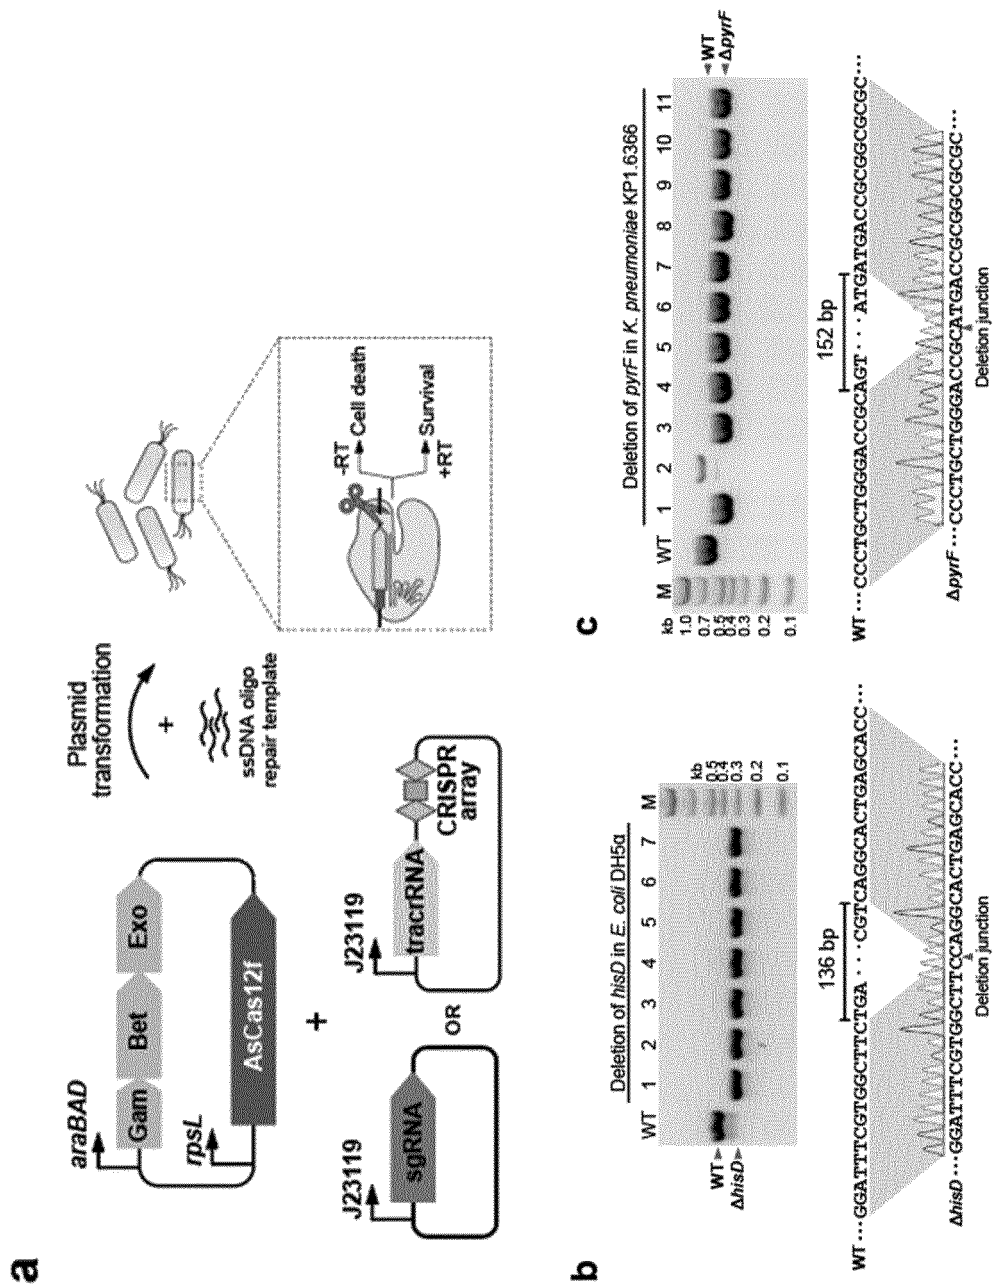 a
araBAD
Gam
Bet
Exo
rpsL
AsCas12f
+
J23119
sgRNA
OR
J23119
tracrRNA
CRISPR
array
Plasmid
transformation
+
ssDNA oligo
repair template
-RT
Cell death
Survival
+RT
b
Deletion of hisD in E. coli DH5α
WT 1 2 3 4 5 6 7 M
kb
0.5
0.4
0.3
0.2
0.1
WT
ΔhisD
136 bp
WT ···GGATTTCGTGGCTTCTGA · · · CGTCAGGCACTGAGCACC···
ΔhisD ···GGATTTCGTGGCTTCCAGGCACTGAGCACC···
Deletion junction
c
Deletion of pyrF in K. pneumoniae KP1.6366
M WT 1 2 3 4 5 6 7 8 9 10 11
kb
1.0
0.7
0.5
0.4
0.3
0.2
0.1
WT
ΔpyrF
152 bp
WT ···CCCTGCTGGGACCGCAGT · · · ATGATGACCGCGGCGCGC···
ΔpyrF ···CCCTGCTGGGACCGCATGACCGCGGCGCGC···
Deletion junction